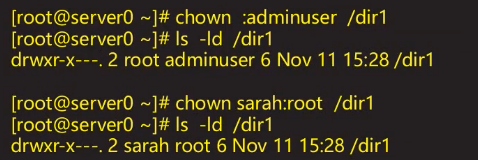 [root@server0 ~]# chown :adminuser /dir1
[root@server0 ~]# ls -ld /dir1
drwxr-x---. 2 root adminuser 6 Nov 11 15:28 /dir1
[root@server0 ~]# chown sarah:root /dir1
[root@server0 ~]# ls -ld /dir1
drwxr-x---. 2 sarah root 6 Nov 11 15:28 /dir1